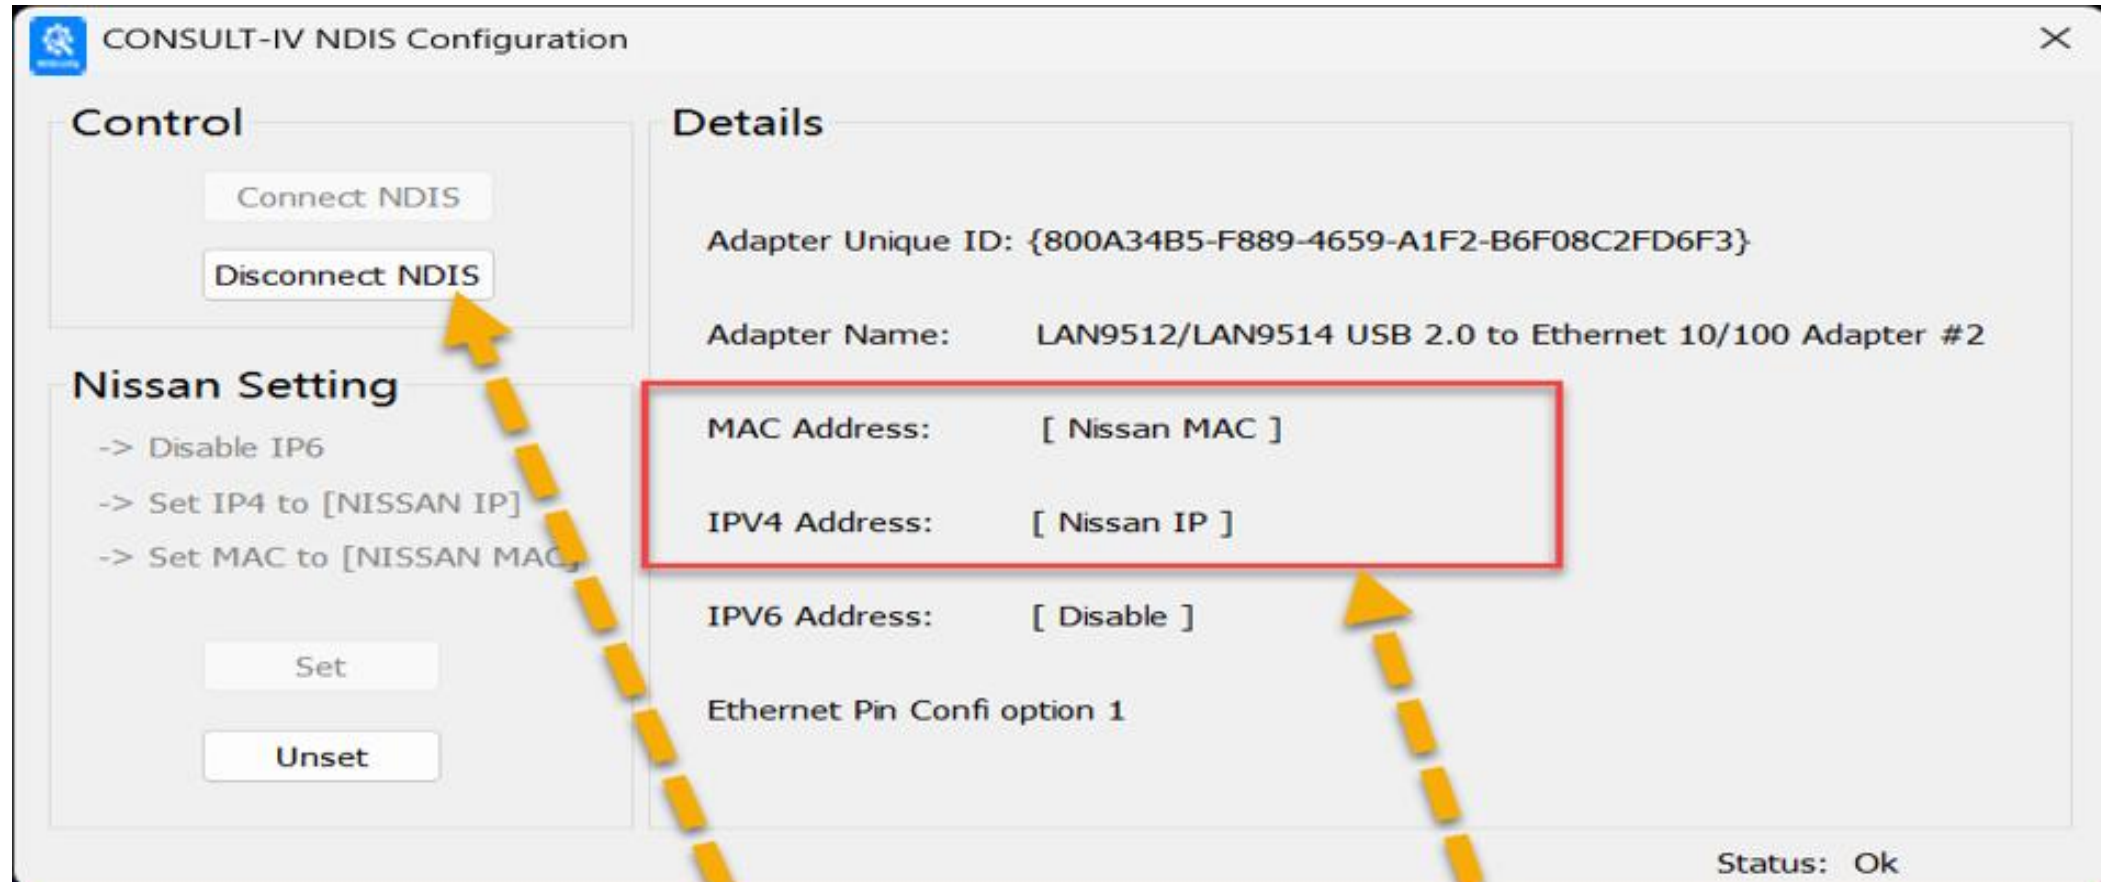 CONSULT-IV NDIS Configuration
Control
Connect NDIS
Disconnect NDIS
Nissan Setting
-> Disable IP6
-> Set IP4 to [NISSAN IP]
-> Set MAC to [NISSAN MAC]
Set
Unset
Details
Adapter Unique ID: {800A34B5-F889-4659-A1F2-B6F08C2FD6F3}
Adapter Name: LAN9512/LAN9514 USB 2.0 to Ethernet 10/100 Adapter #2
MAC Address: [ Nissan MAC ]
IPV4 Address: [ Nissan IP ]
IPV6 Address: [ Disable ]
Ethernet Pin Confi option 1
Status: Ok